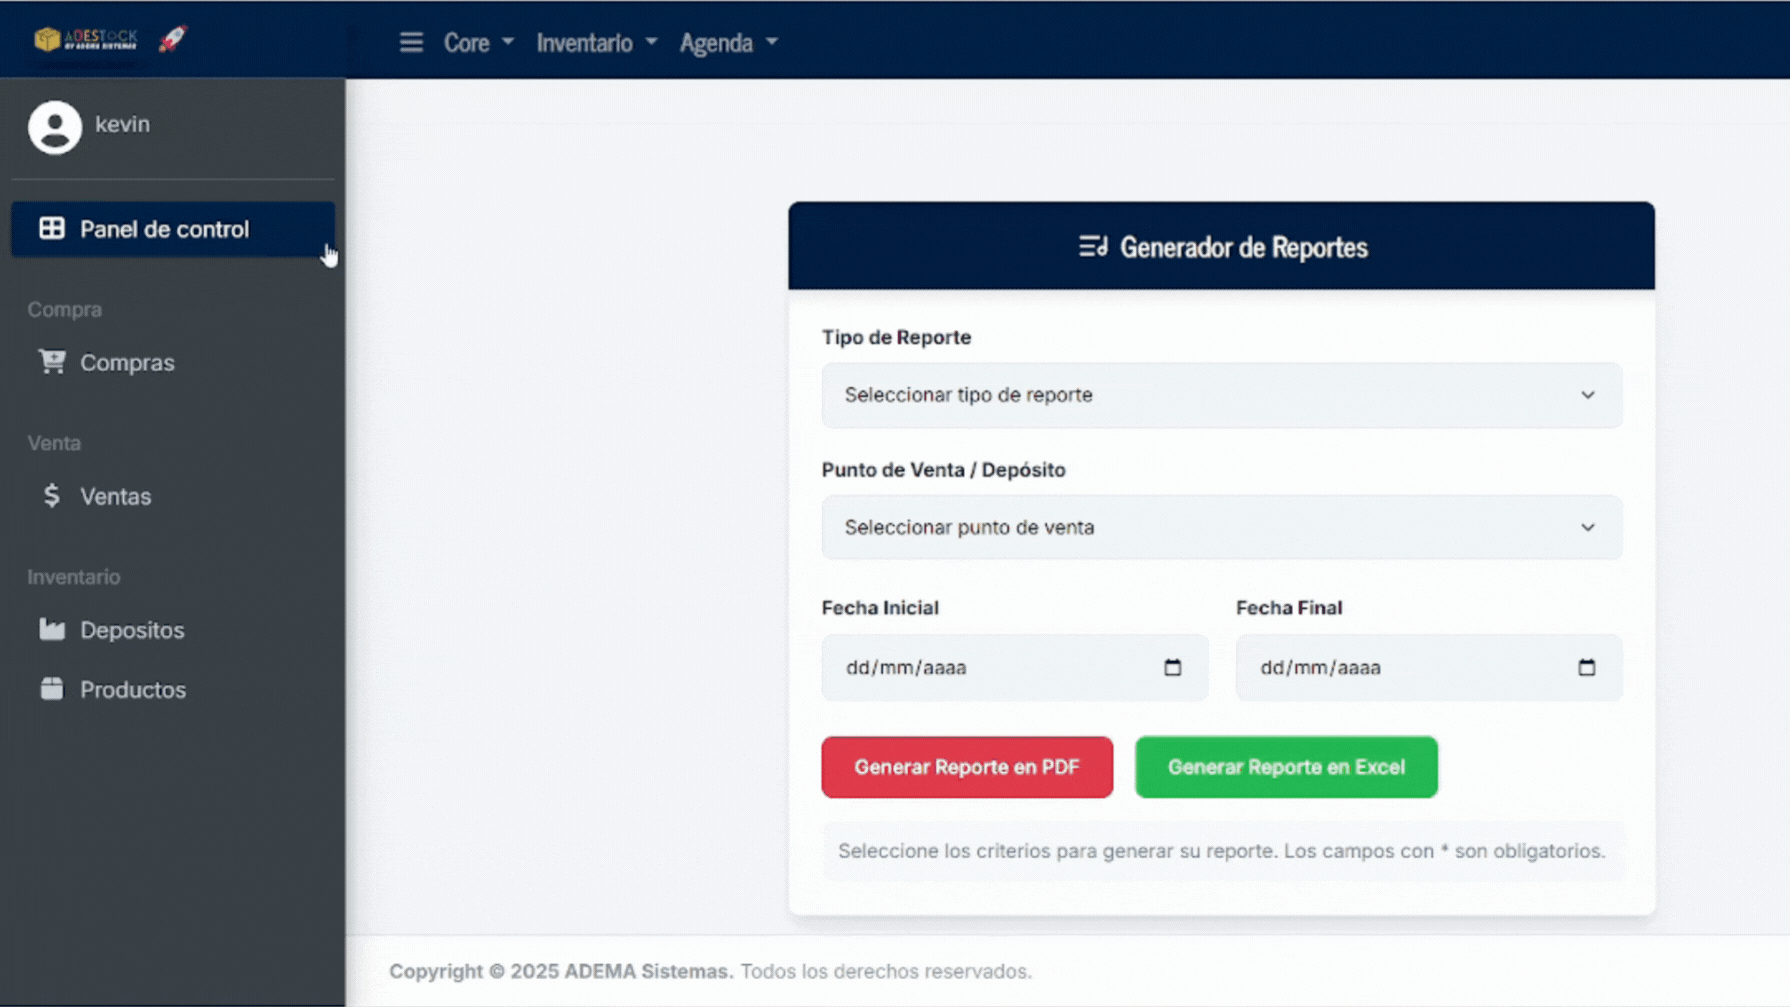 ADESTOCK
BY ADEMA SISTEMAS
Core Inventario Agenda
kevin
Panel de control
Compra
Compras
Venta
Ventas
Inventario
Depositos
Productos
Generador de Reportes
Tipo de Reporte
Seleccionar tipo de reporte
Punto de Venta / Depósito
Seleccionar punto de venta
Fecha Inicial Fecha Final
dd/mm/aaaa dd/mm/aaaa
Generar Reporte en PDF Generar Reporte en Excel
Seleccione los criterios para generar su reporte. Los campos con * son obligatorios.
Copyright © 2025 ADEMA Sistemas. Todos los derechos reservados.